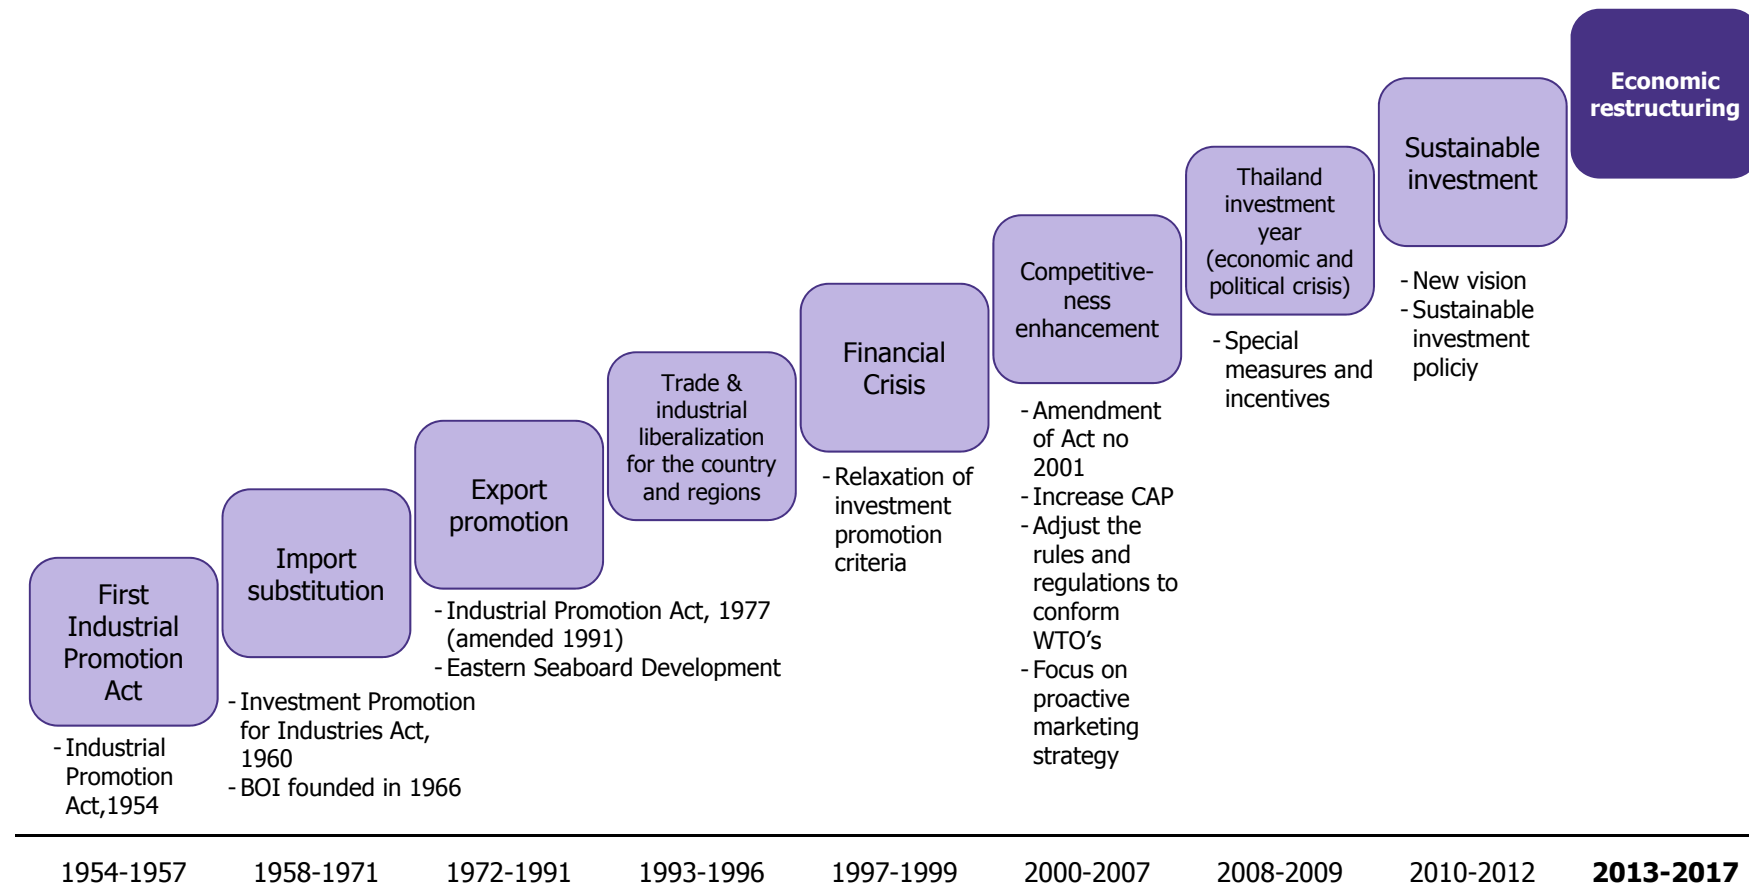 First
Industrial
Promotion
Act
- Industrial
Promotion
Act,1954
Import
substitution
- Investment Promotion
for Industries Act,
1960
- BOI founded in 1966
Export
promotion
- Industrial Promotion Act, 1977
(amended 1991)
- Eastern Seaboard Development
Trade &
industrial
liberalization
for the country
and regions
Financial
Crisis
- Relaxation of
investment
promotion
criteria
Competitive-
ness
enhancement
- Amendment
of Act no
2001
- Increase CAP
- Adjust the
rules and
regulations to
conform
WTO's
- Focus on
proactive
marketing
strategy
Thailand
investment
year
(economic and
political crisis)
- Special
measures and
incentives
Sustainable
investment
- New vision
- Sustainable
investment
policiy
Economic
restructuring
1954-1957 1958-1971 1972-1991 1993-1996 1997-1999 2000-2007 2008-2009 2010-2012 2013-2017